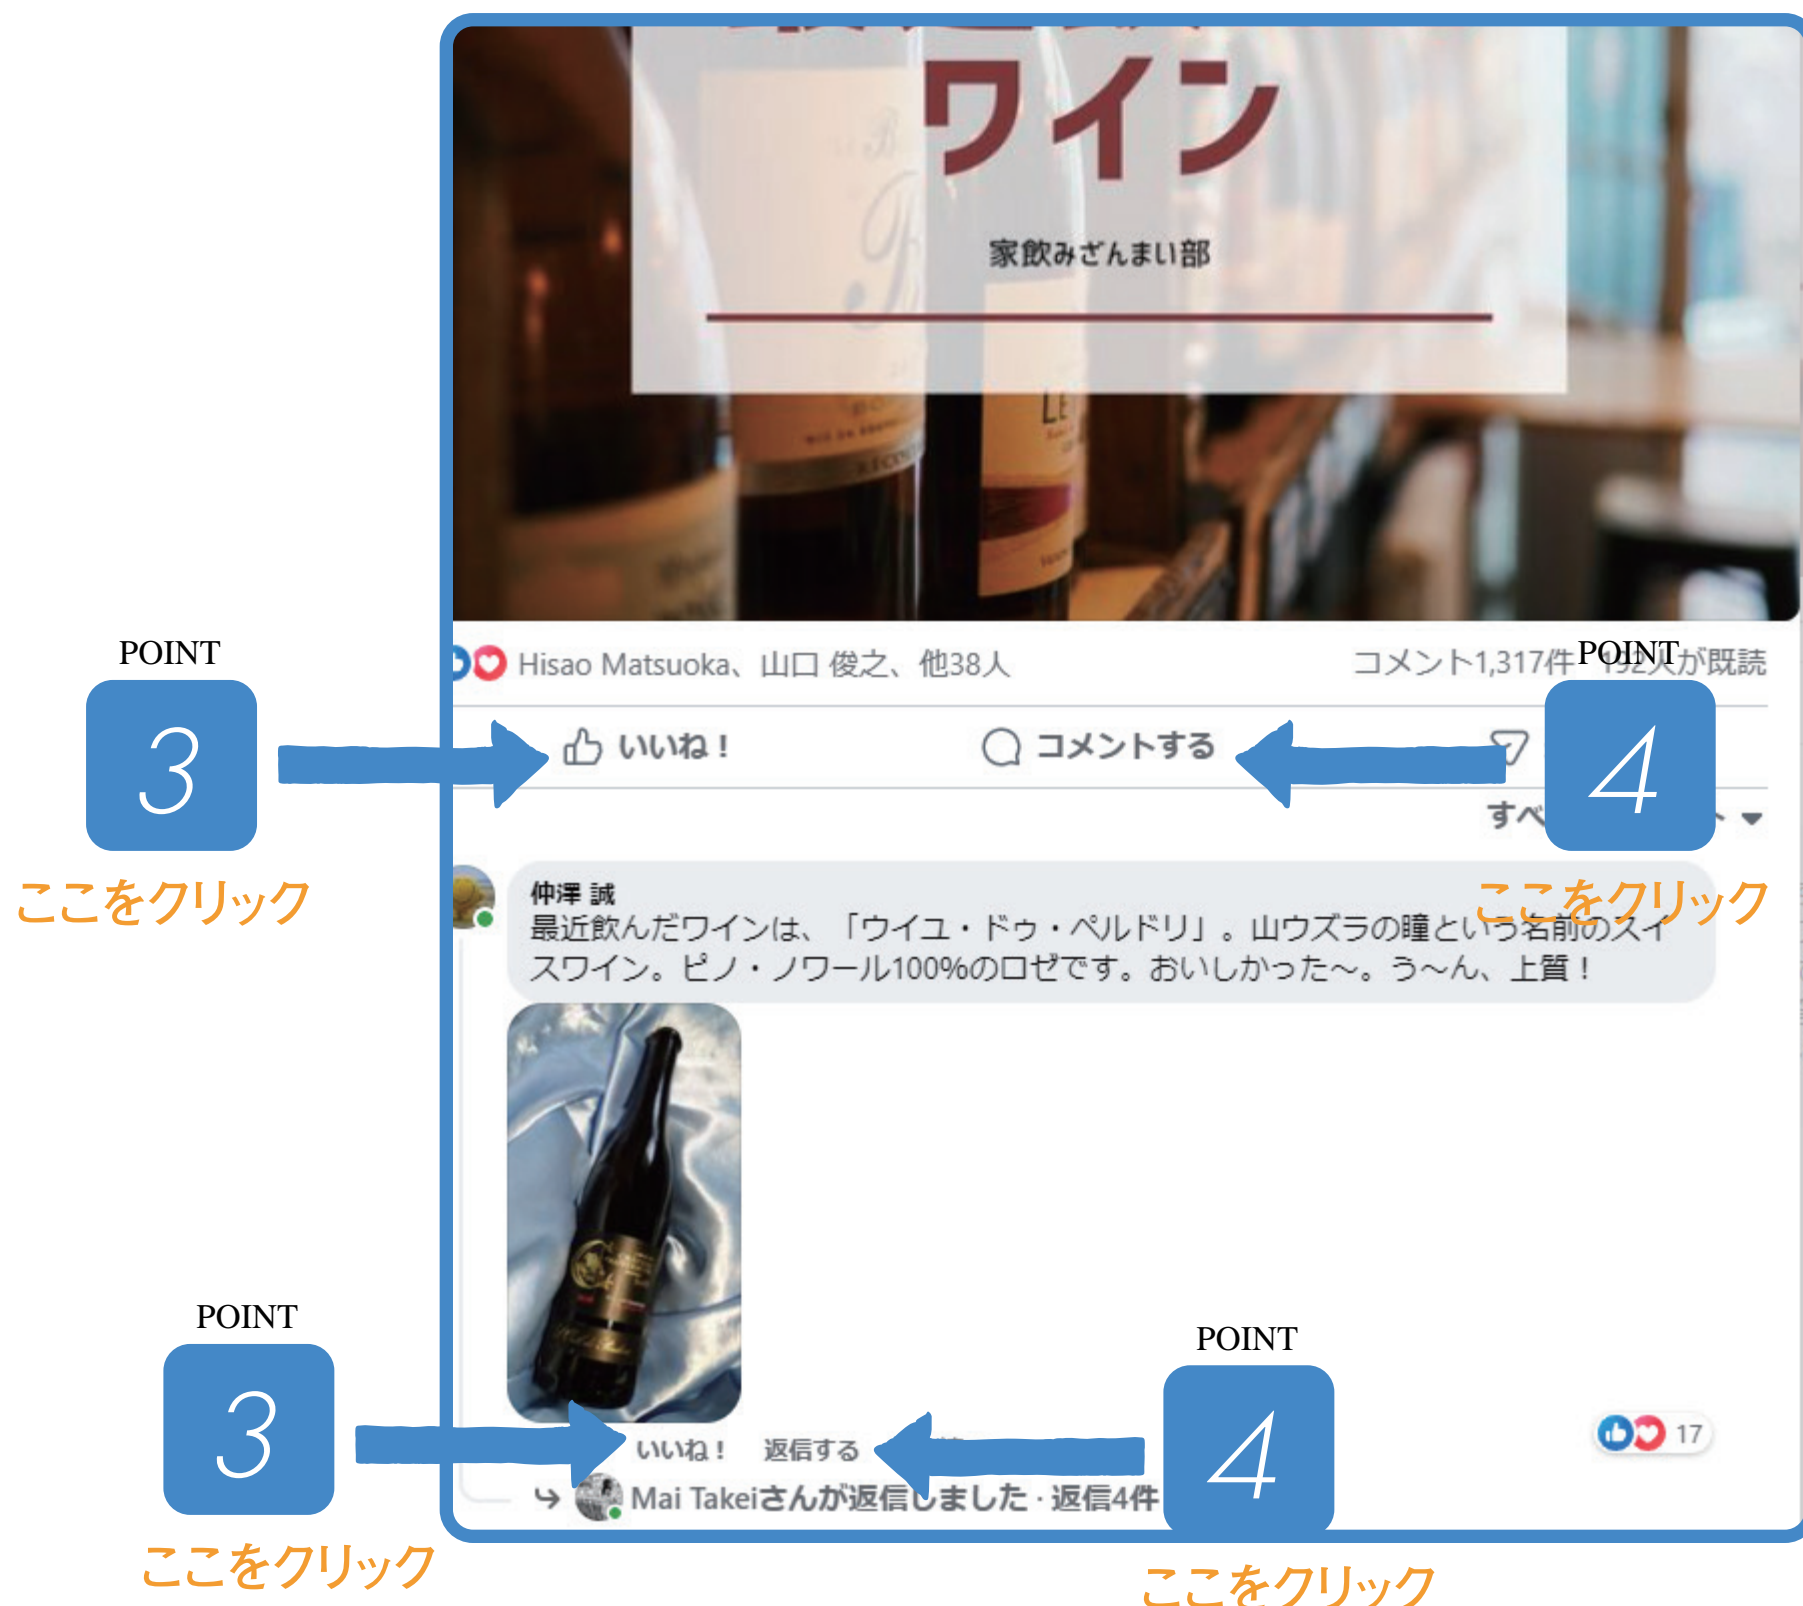 ワイン
家飲みざんまい部
POINT
3
ここをクリック
Hisao Matsuoka、山口 俊之、他38人
コメント1,317件
192人が既読
POINT
4
ここをクリック
いいね！
コメントする
すべ
仲澤 誠
最近飲んだワインは、「ウイユ・ドゥ・ペルドリ」。山ウズラの瞳という名前のスイ
スワイン。ピノ・ノワール100%のロゼです。おいしかった〜。う〜ん、上質！
POINT
3
ここをクリック
いいね！ 返信する
POINT
4
ここをクリック
17
Mai Takeiさんが返信しました · 返信4件